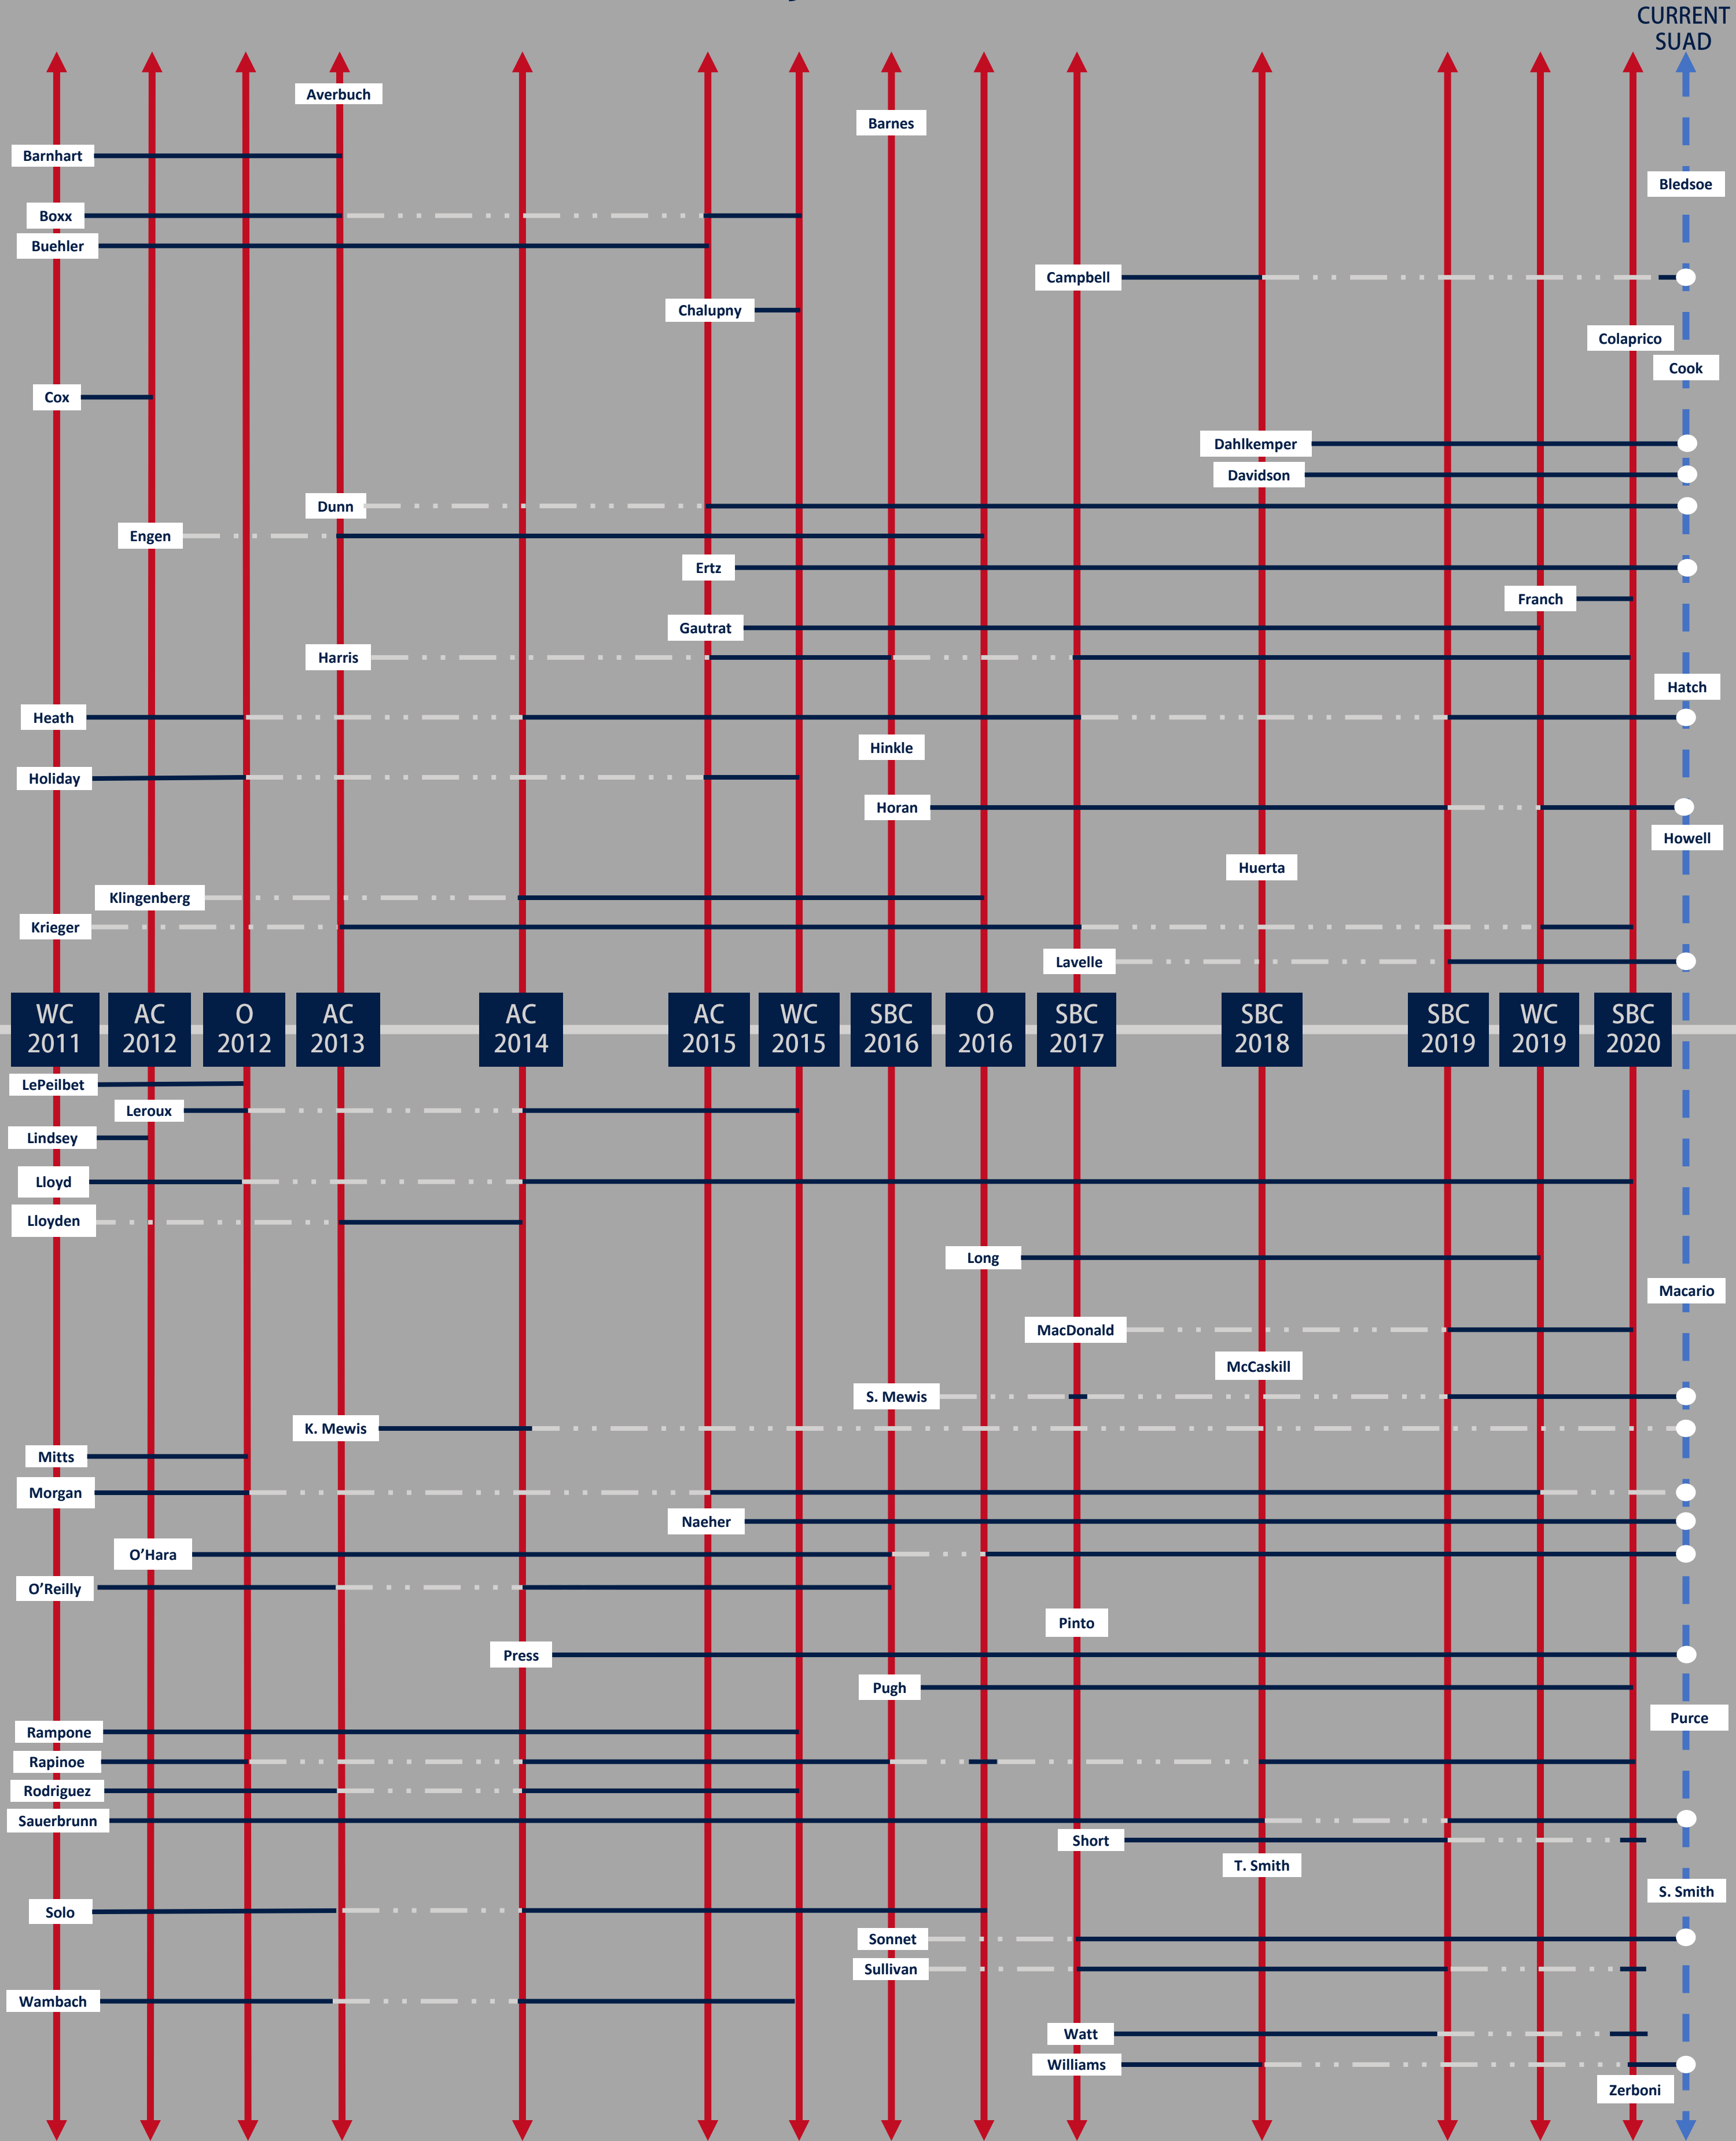 CURRENT
SUAD
Averbuch
Barnes
Barnhart
Bledsoe
Boxx
Buehler
Campbell
Chalupny
Colaprico
Cook
Cox
Dahlkemper
Davidson
Dunn
Engen
Ertz
Franch
Gautrat
Harris
Hatch
Heath
Hinkle
Holiday
Horan
Howell
Huerta
Klingenberg
Krieger
Lavelle
WC AC O AC AC AC WC SBC O SBC SBC SBC WC SBC
2011 2012 2012 2013 2014 2015 2015 2016 2016 2017 2018 2019 2019 2020
LePeilbet
Leroux
Lindsey
Lloyd
Lloyden
Long
Macario
MacDonald
McCaskill
S. Mewis
K. Mewis
Mitts
Morgan
Naeher
O’Hara
O’Reilly
Pinto
Press
Pugh
Purce
Rampone
Rapinoe
Rodriguez
Sauerbrunn
Short
T. Smith
S. Smith
Solo
Sonnet
Sullivan
Wambach
Watt
Williams
Zerboni